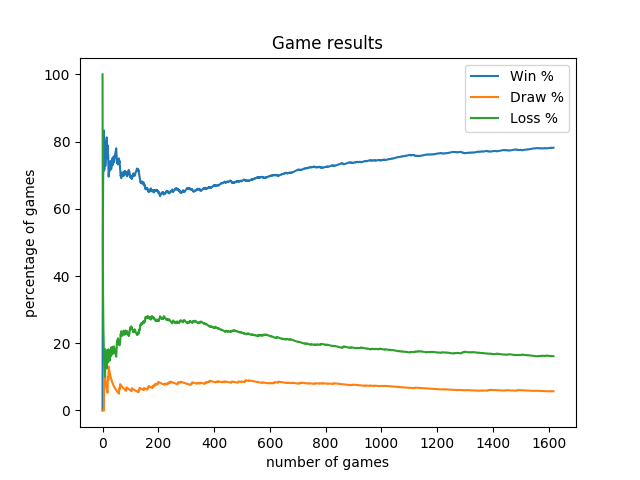 Game results
Win %
Draw %
Loss %
100
80
60
40
20
0
percentage of games
0 200 400 600 800 1000 1200 1400 1600
number of games